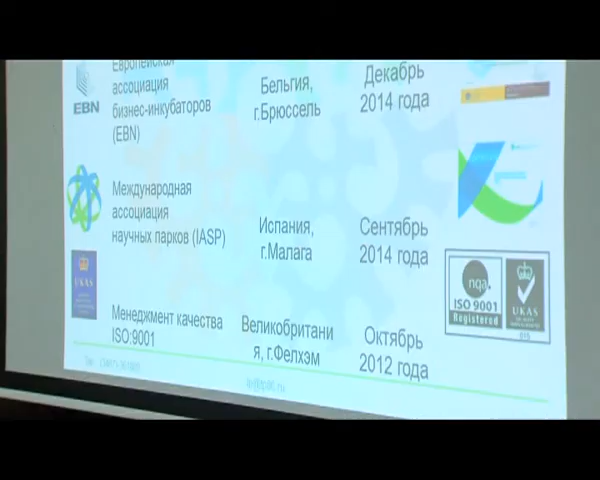 Европейская
ассоциация
бизнес-инкубаторов
(EBN)
EBN
Бельгия,
г.Брюссель
Декабрь
2014 года
Международная
ассоциация
научных парков (IASP)
Испания,
г.Малага
Сентябрь
2014 года
UKAS
Менеджмент качества
ISO:9001
Великобритани
я, г.Фелхэм
Октябрь
2012 года
nqa.
ISO 9001
Registered
UKAS